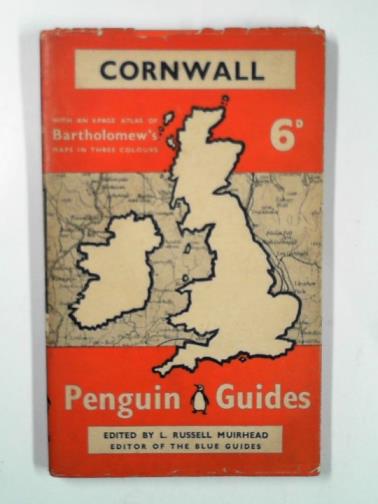 CORNWALL
WITH AN 8 PAGE ATLAS OF
Bartholomew's
MAPS IN THREE COLOURS
6D
Penguin Guides
EDITED BY L. RUSSELL MUIRHEAD
EDITOR OF THE BLUE GUIDES